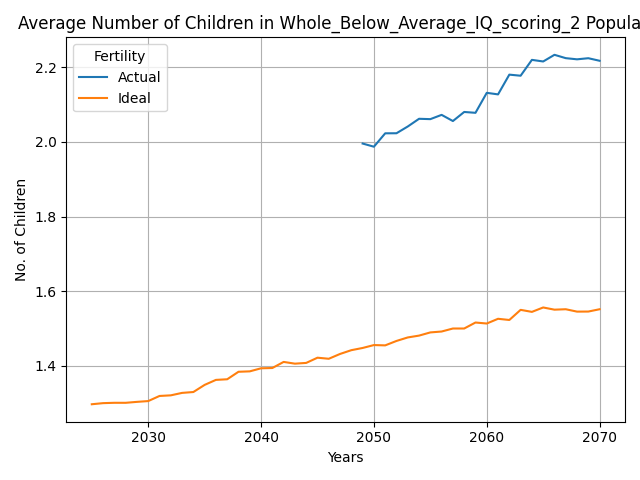 Average Number of Children in Whole_Below_Average_IQ_scoring_2 Popula
Fertility
Actual
Ideal
2.2
2.0
1.8
1.6
1.4
No. of Children
2030 2040 2050 2060 2070
Years